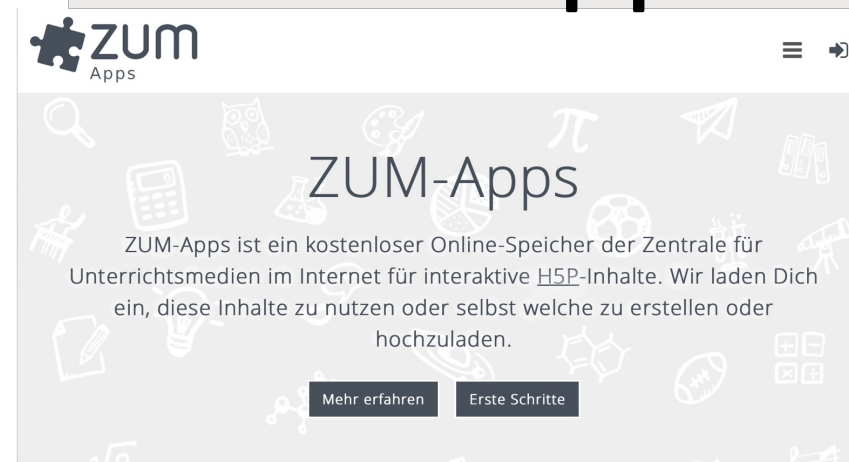 ZUM
Apps
ZUM-Apps
ZUM-Apps ist ein kostenloser Online-Speicher der Zentrale für
Unterrichtsmedien im Internet für interaktive H5P-Inhalte. Wir laden Dich
ein, diese Inhalte zu nutzen oder selbst welche zu erstellen oder
hochzuladen.
Mehr erfahren
Erste Schritte